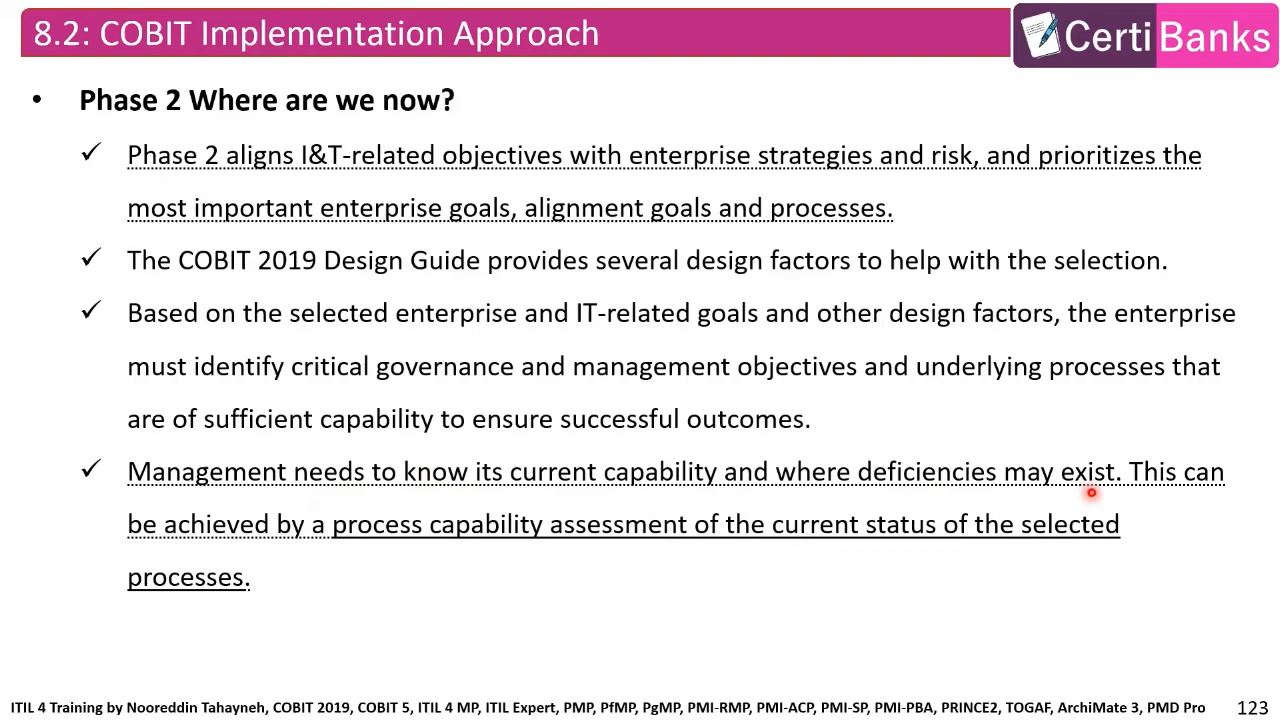 8.2: COBIT Implementation Approach
Certi Banks
• Phase 2 Where are we now?
✓ Phase 2 aligns I&T-related objectives with enterprise strategies and risk, and prioritizes the
most important enterprise goals, alignment goals and processes.
✓ The COBIT 2019 Design Guide provides several design factors to help with the selection.
✓ Based on the selected enterprise and IT-related goals and other design factors, the enterprise
must identify critical governance and management objectives and underlying processes that
are of sufficient capability to ensure successful outcomes.
✓ Management needs to know its current capability and where deficiencies may exist. This can
be achieved by a process capability assessment of the current status of the selected
processes.
ITIL 4 Training by Nooreddin Tahayneh, COBIT 2019, COBIT 5, ITIL 4 MP, ITIL Expert, PMP, PfMP, PgMP, PMI-RMP, PMI-ACP, PMI-SP, PMI-PBA, PRINCE2, TOGAF, ArchiMate 3, PMD Pro 123